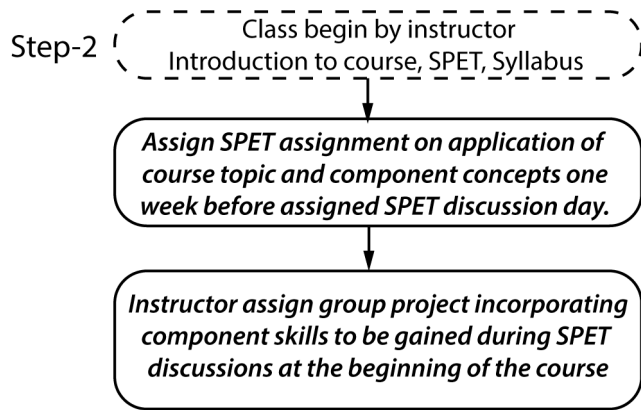 Step-2
Class begin by instructor
Introduction to course, SPET, Syllabus
Assign SPET assignment on application of
course topic and component concepts one
week before assigned SPET discussion day.
Instructor assign group project incorporating
component skills to be gained during SPET
discussions at the beginning of the course